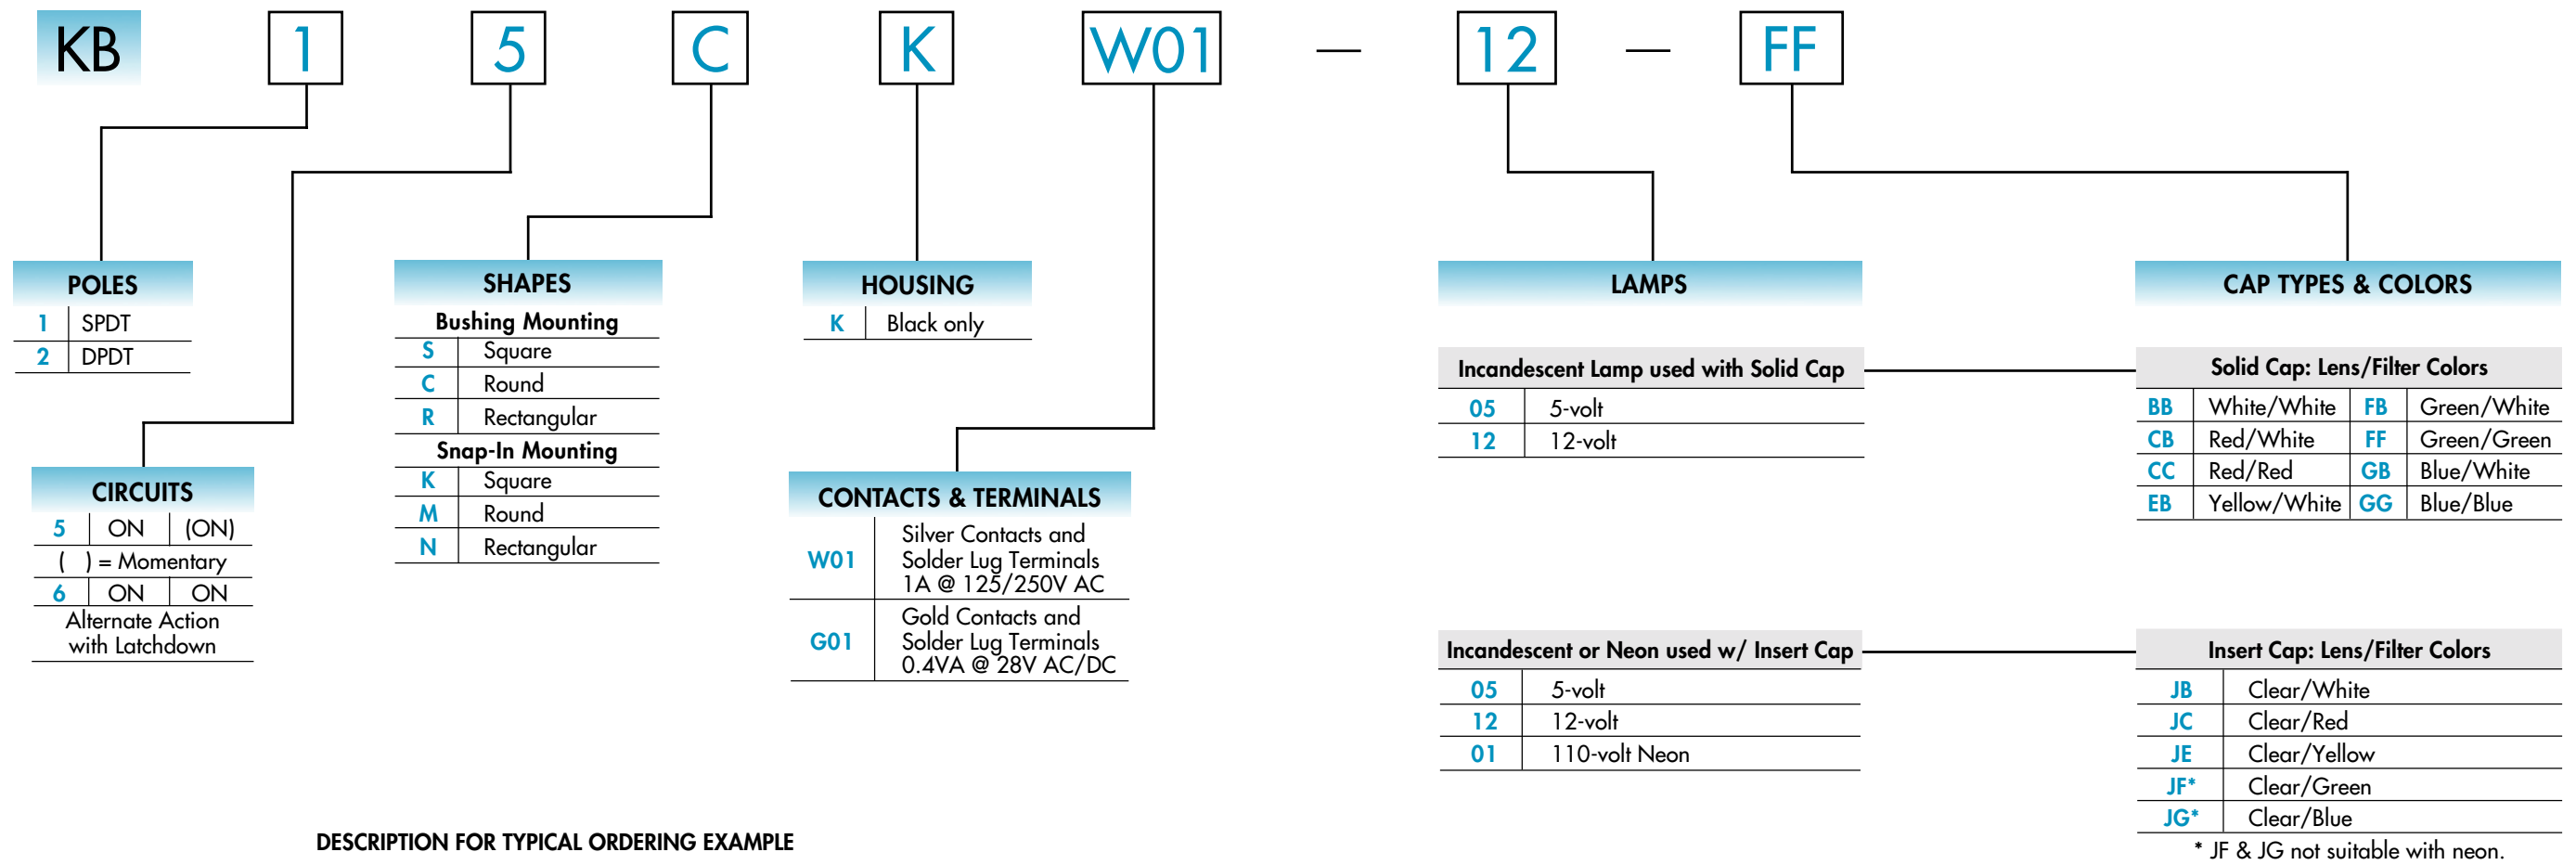 KB 1 5 C K W01 — 12 — FF
POLES
1 SPDT
2 DPDT
CIRCUITS
5 ON (ON)
( ) = Momentary
6 ON ON
Alternate Action
with Latchdown
SHAPES
Bushing Mounting
S Square
C Round
R Rectangular
Snap-In Mounting
K Square
M Round
N Rectangular
HOUSING
K Black only
CONTACTS & TERMINALS
W01 Silver Contacts and
Solder Lug Terminals
1A @ 125/250V AC
G01 Gold Contacts and
Solder Lug Terminals
0.4VA @ 28V AC/DC
LAMPS
Incandescent Lamp used with Solid Cap
05 5-volt
12 12-volt
Incandescent or Neon used w/ Insert Cap
05 5-volt
12 12-volt
01 110-volt Neon
CAP TYPES & COLORS
Solid Cap: Lens/Filter Colors
BB White/White FB Green/White
CB Red/White FF Green/Green
CC Red/Red GB Blue/White
EB Yellow/White GG Blue/Blue
Insert Cap: Lens/Filter Colors
JB Clear/White
JC Clear/Red
JE Clear/Yellow
JF* Clear/Green
JG* Clear/Blue
* JF & JG not suitable with neon.
DESCRIPTION FOR TYPICAL ORDERING EXAMPLE